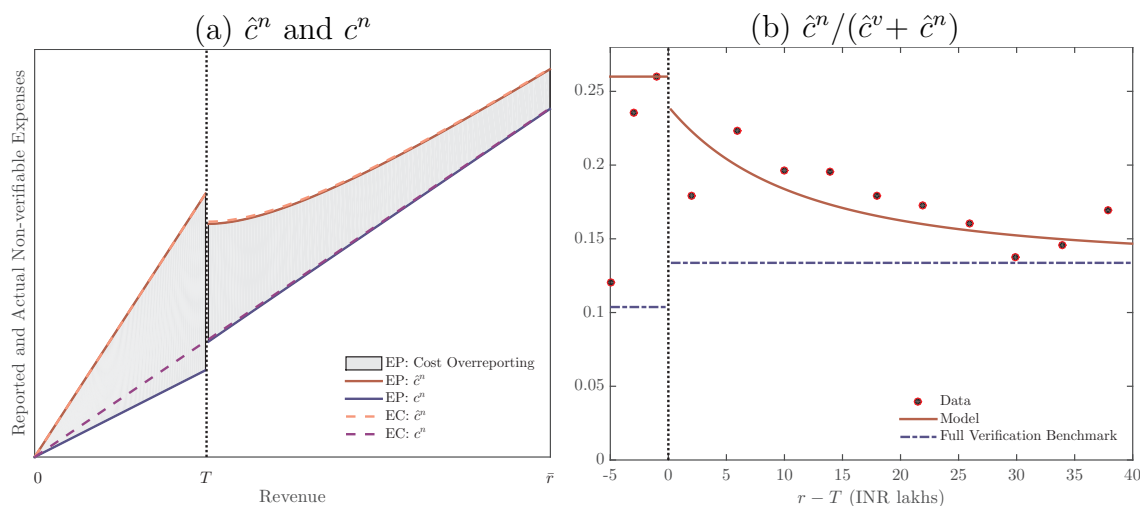 (a) ĉⁿ and cⁿ
Reported and Actual Non-verifiable Expenses
EP: Cost Overreporting
EP: ĉⁿ
EP: cⁿ
EC: ĉⁿ
EC: cⁿ
0
T
r̄
Revenue
(b) ĉⁿ/(ĉᵛ+ ĉⁿ)
0.25
0.2
0.15
0.1
0.05
0
Data
Model
Full Verification Benchmark
-5 0 5 10 15 20 25 30 35 40
r − T (INR lakhs)